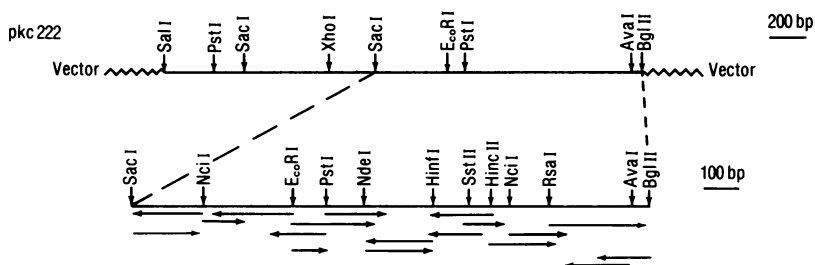 pkc 222
Sal I
Pst I
Sac I
Xho I
Sac I
EcoR I
Pst I
Ava I
Bgl II
200 bp
Vector
Vector
Sac I
Nci I
EcoR I
Pst I
Nde I
Hinf I
Sst II
Hinc II
Nci I
Rsa I
Ava I
Bgl II
100 bp